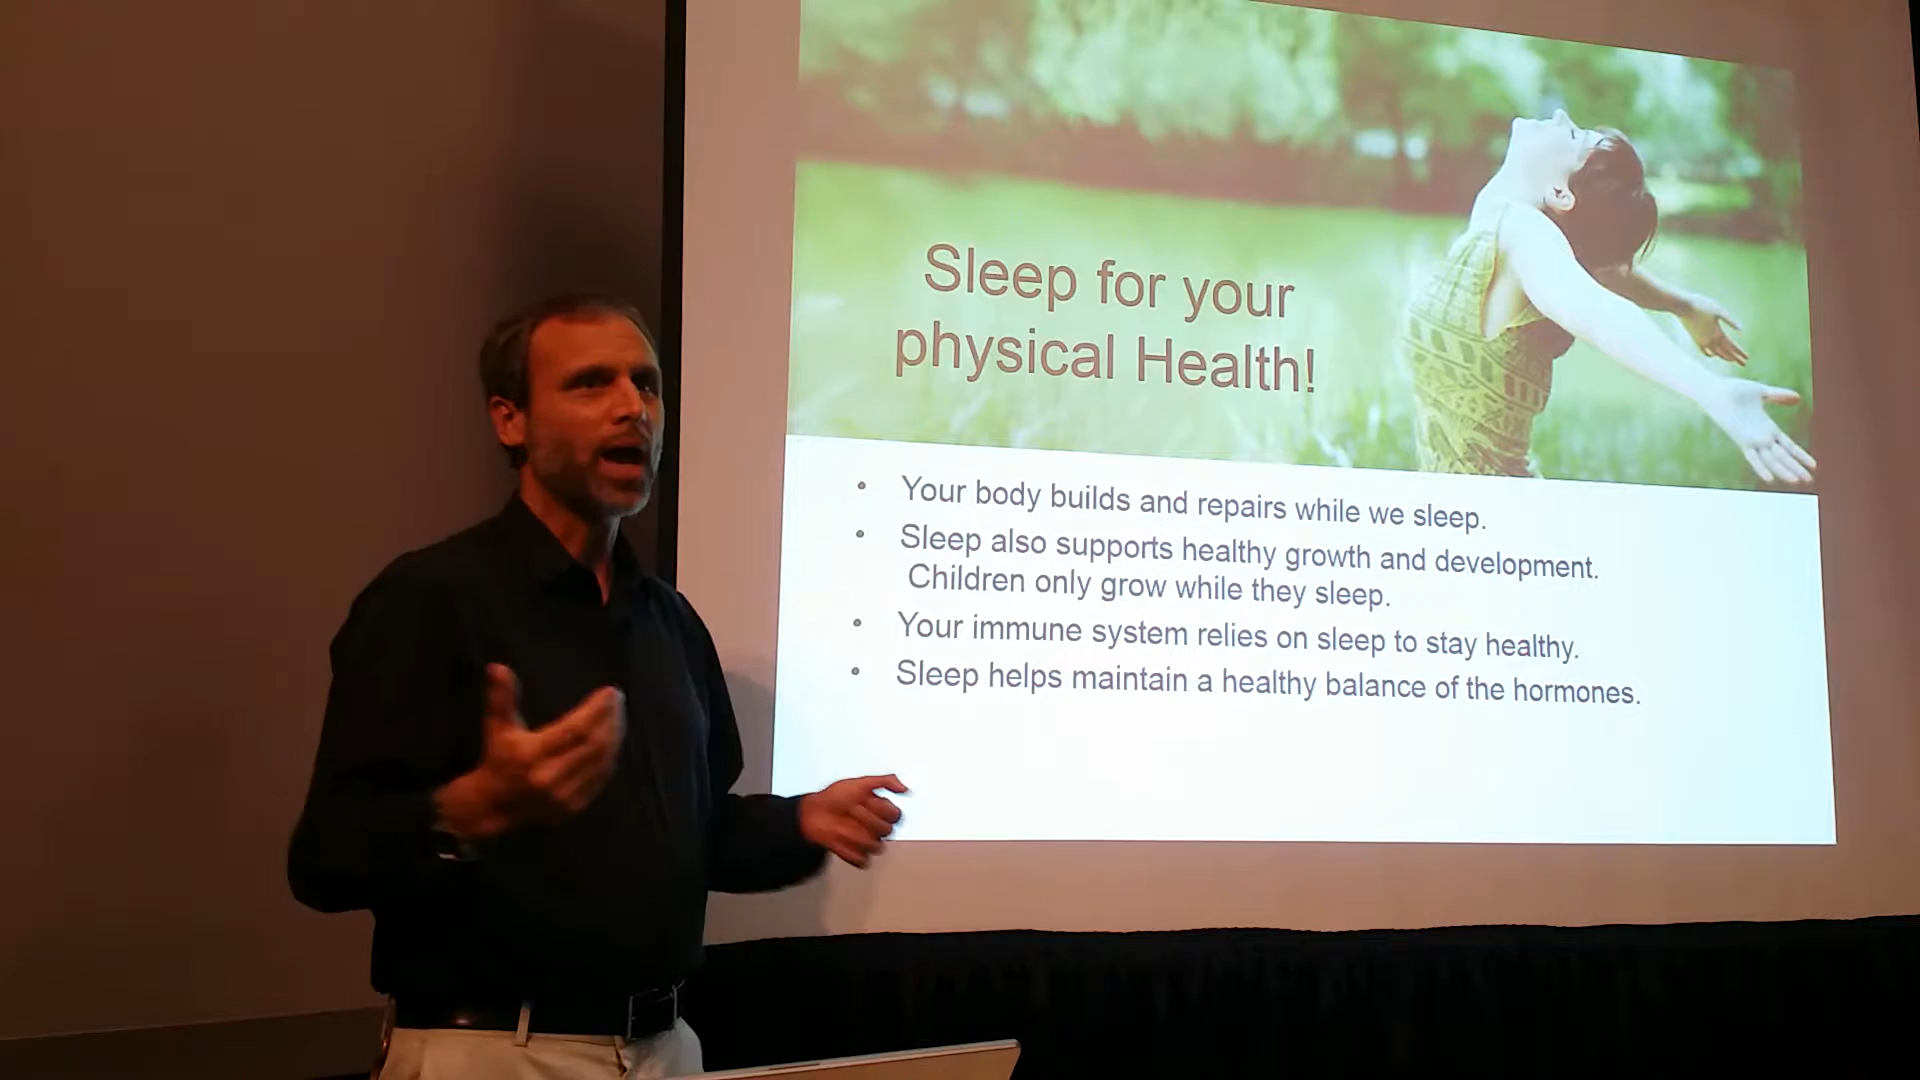 Sleep for your
physical Health!
• Your body builds and repairs while we sleep.
• Sleep also supports healthy growth and development.
Children only grow while they sleep.
• Your immune system relies on sleep to stay healthy.
• Sleep helps maintain a healthy balance of the hormones.